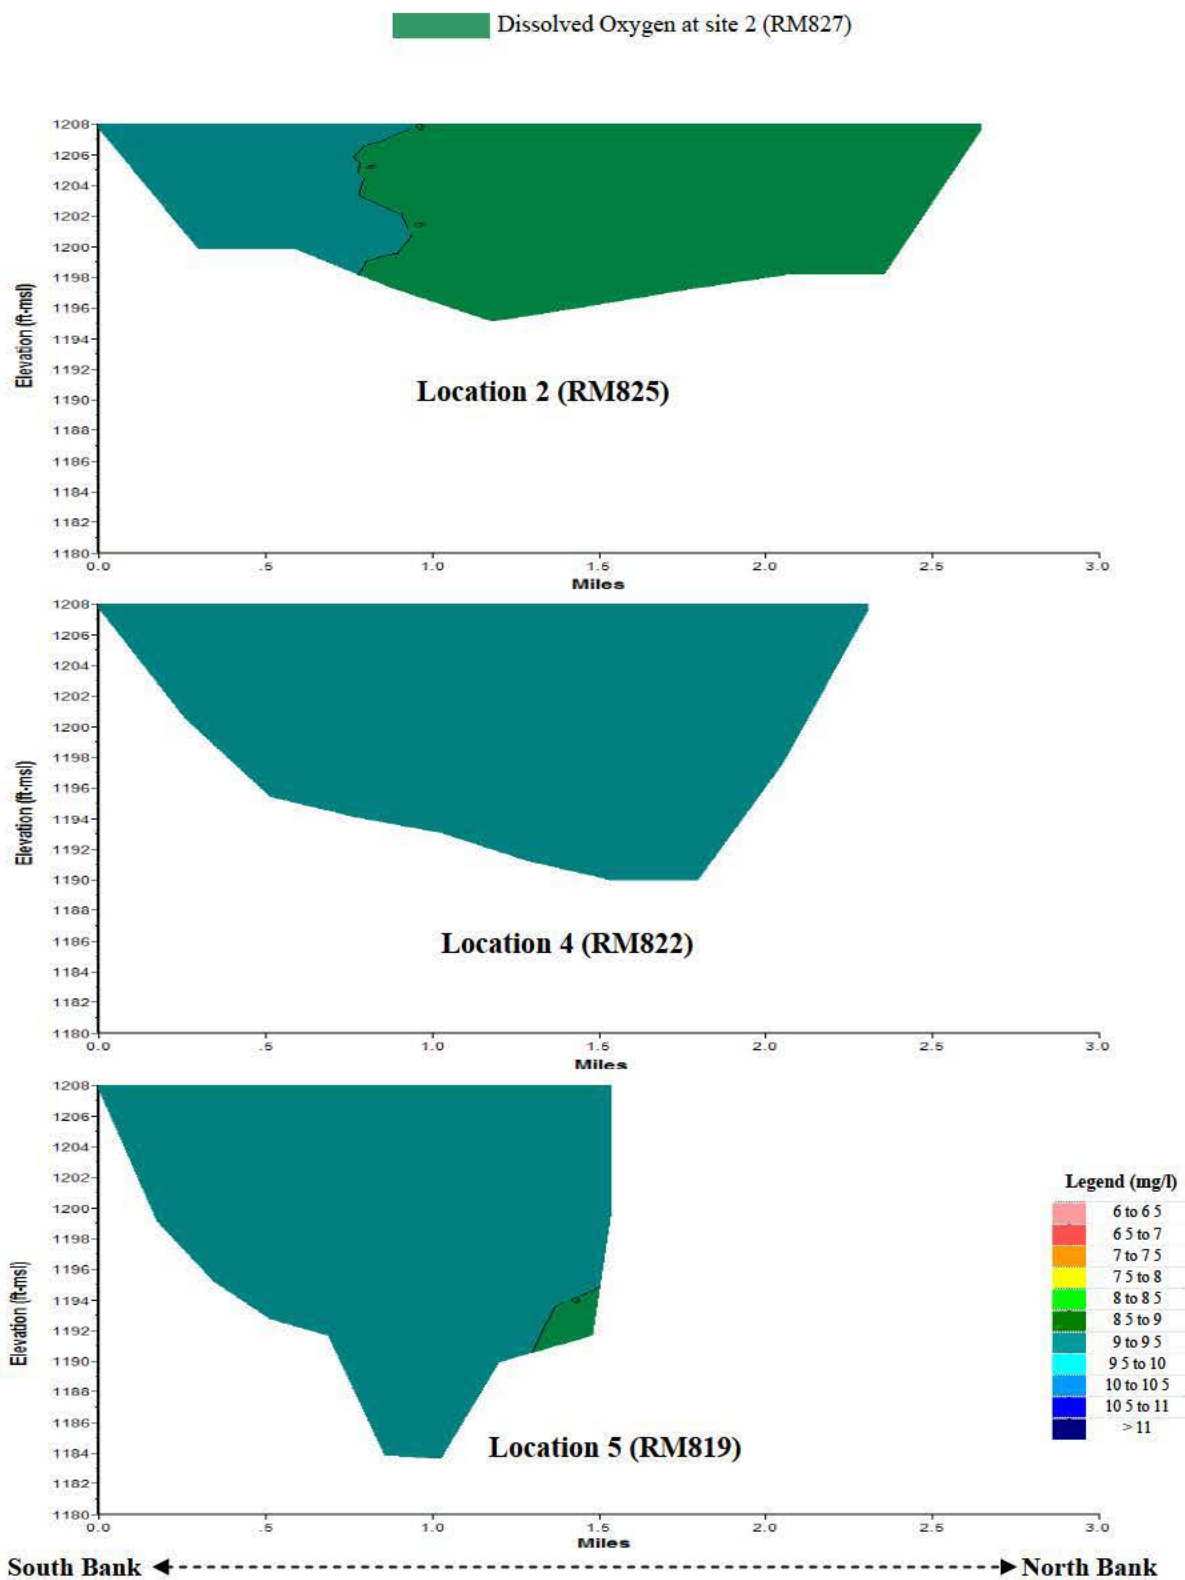 Dissolved Oxygen at site 2 (RM827)
1208
1206
1204
1202
1200
1198
1196
1194
1192
1190
1188
1186
1184
1182
1180
Elevation (ft-msl)
Location 2 (RM825)
0.0 .5 1.0 1.5 2.0 2.5 3.0
Miles
1208
1206
1204
1202
1200
1198
1196
1194
1192
1190
1188
1186
1184
1182
1180
Elevation (ft-msl)
Location 4 (RM822)
0.0 .5 1.0 1.5 2.0 2.5 3.0
Miles
1208
1206
1204
1202
1200
1198
1196
1194
1192
1190
1188
1186
1184
1182
1180
Elevation (ft-msl)
Location 5 (RM819)
0.0 .5 1.0 1.5 2.0 2.5 3.0
Miles
Legend (mg/l)
6 to 6 5
6 5 to 7
7 to 7 5
7 5 to 8
8 to 8 5
8 5 to 9
9 to 9 5
9 5 to 10
10 to 10 5
10 5 to 11
> 11
South Bank North Bank